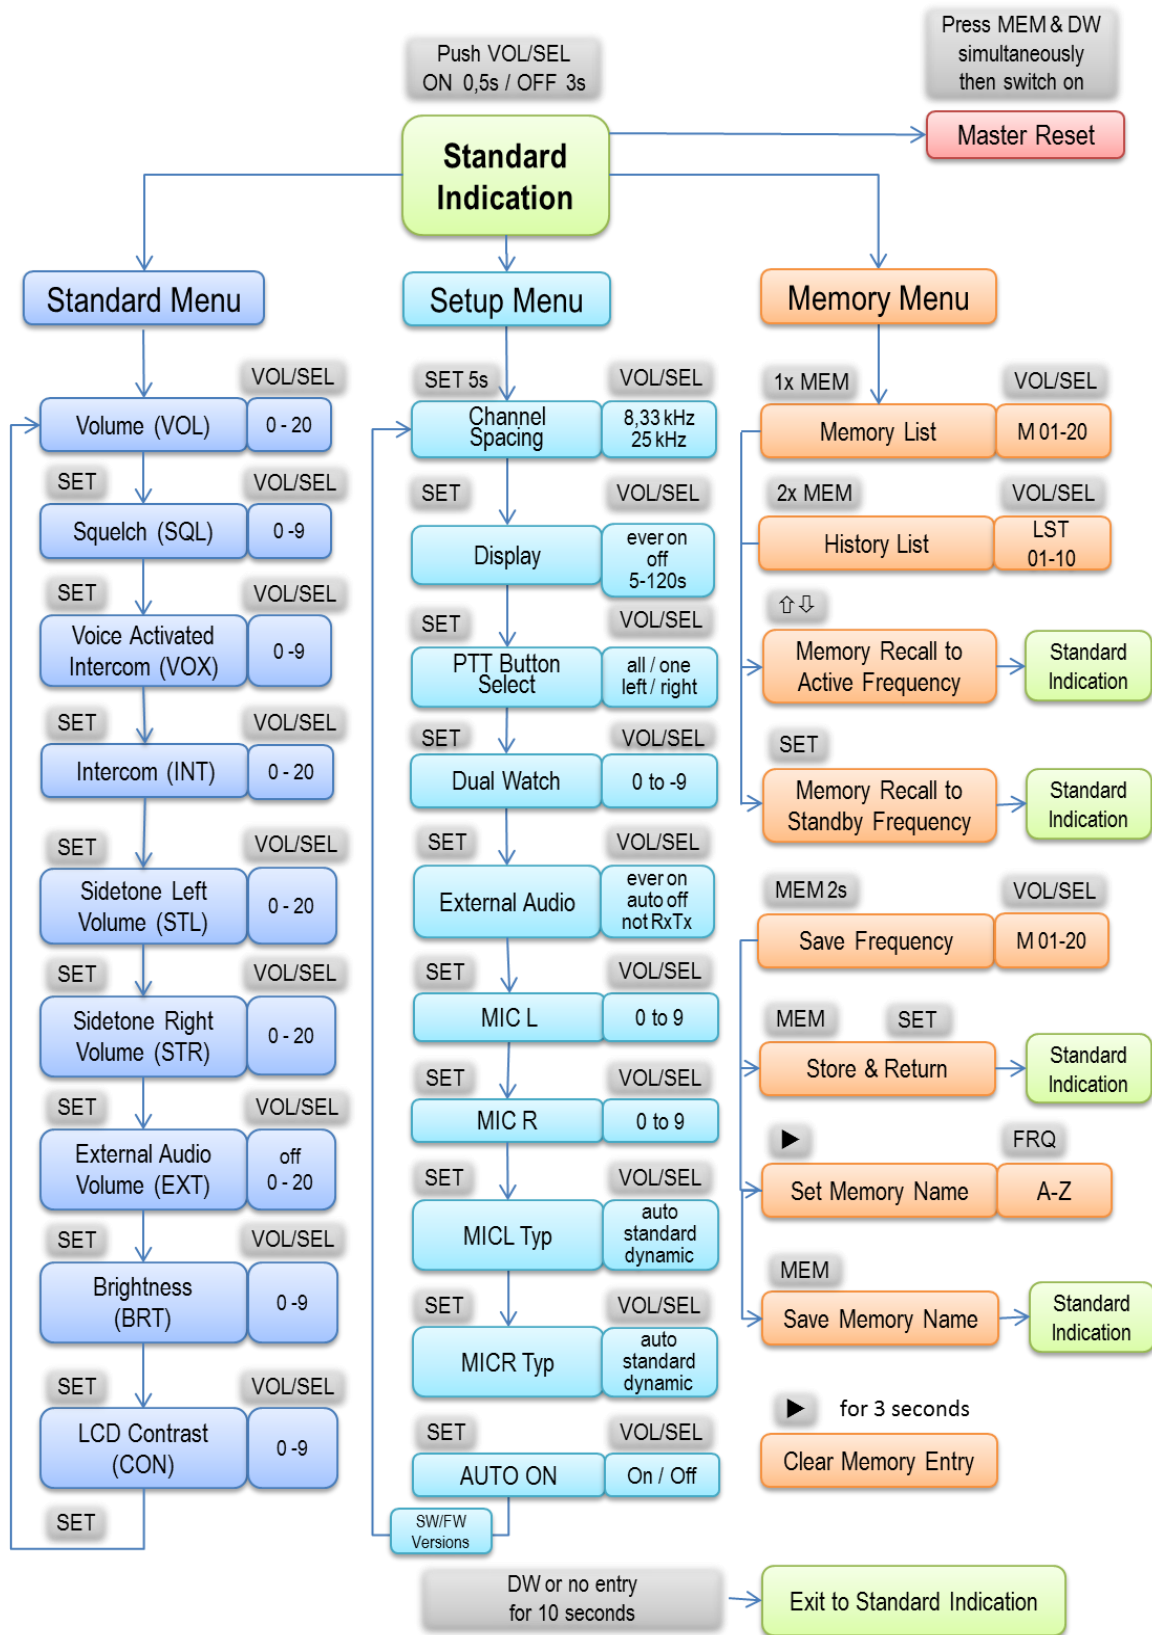 Push VOL/SEL
ON 0,5s / OFF 3s
Press MEM & DW
simultaneously
then switch on
Standard
Indication
Master Reset
Standard Menu
VOL/SEL
Volume (VOL)
0 - 20
SET
VOL/SEL
Squelch (SQL)
0 -9
SET
VOL/SEL
Voice Activated
Intercom (VOX)
0 -9
SET
VOL/SEL
Intercom (INT)
0 - 20
SET
VOL/SEL
Sidetone Left
Volume (STL)
0 - 20
SET
VOL/SEL
Sidetone Right
Volume (STR)
0 - 20
SET
VOL/SEL
External Audio
Volume (EXT)
off
0 - 20
SET
VOL/SEL
Brightness
(BRT)
0 -9
SET
VOL/SEL
LCD Contrast
(CON)
0 -9
SET
Setup Menu
SET 5s
VOL/SEL
Channel
Spacing
8,33 kHz
25 kHz
SET
VOL/SEL
Display
ever on
off
5-120s
SET
VOL/SEL
PTT Button
Select
all / one
left / right
SET
VOL/SEL
Dual Watch
0 to -9
SET
VOL/SEL
External Audio
ever on
auto off
not RxTx
SET
VOL/SEL
MIC L
0 to 9
SET
VOL/SEL
MIC R
0 to 9
SET
VOL/SEL
MICL Typ
auto
standard
dynamic
SET
VOL/SEL
MICR Typ
auto
standard
dynamic
SET
VOL/SEL
AUTO ON
On / Off
SW/FW
Versions
Memory Menu
1x MEM
VOL/SEL
Memory List
M 01-20
2x MEM
VOL/SEL
History List
LST
01-10
⇧⇩
Memory Recall to
Active Frequency
Standard
Indication
SET
Memory Recall to
Standby Frequency
Standard
Indication
MEM 2s
VOL/SEL
Save Frequency
M 01-20
MEM
SET
Store & Return
Standard
Indication
▶
FRQ
Set Memory Name
A-Z
MEM
Save Memory Name
Standard
Indication
▶ for 3 seconds
Clear Memory Entry
DW or no entry
for 10 seconds
Exit to Standard Indication